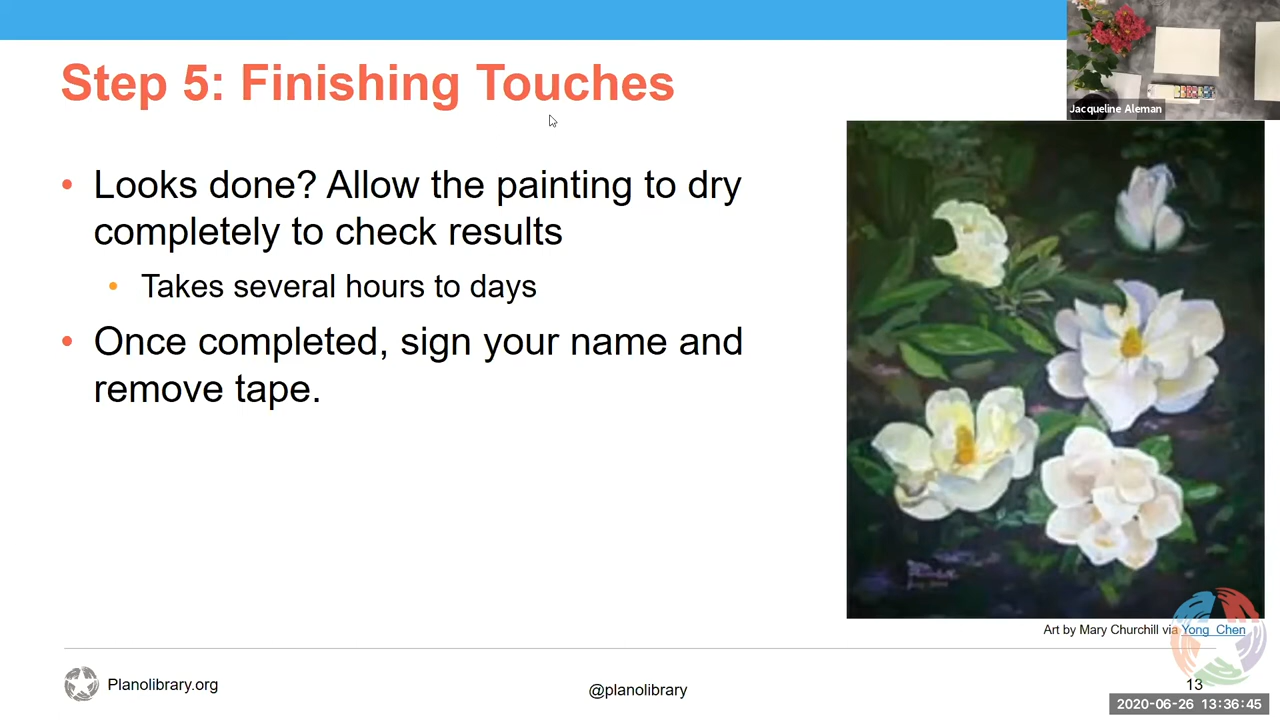 Step 5: Finishing Touches
Jacqueline Aleman
• Looks done? Allow the painting to dry
completely to check results
• Takes several hours to days
• Once completed, sign your name and
remove tape.
Art by Mary Churchill via Yong Chen
Planolibrary.org
@planolibrary
13
2020-06-26 13:36:45